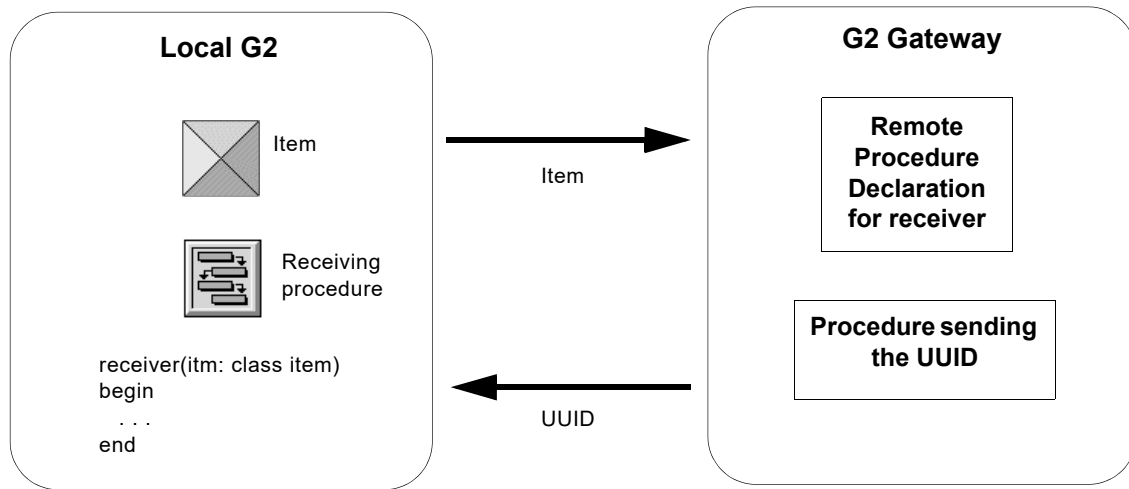 Local G2
Item
Receiving
procedure
receiver(itm: class item)
begin
. . .
end
Item
UUID
G2 Gateway
Remote
Procedure
Declaration
for receiver
Procedure sending
the UUID